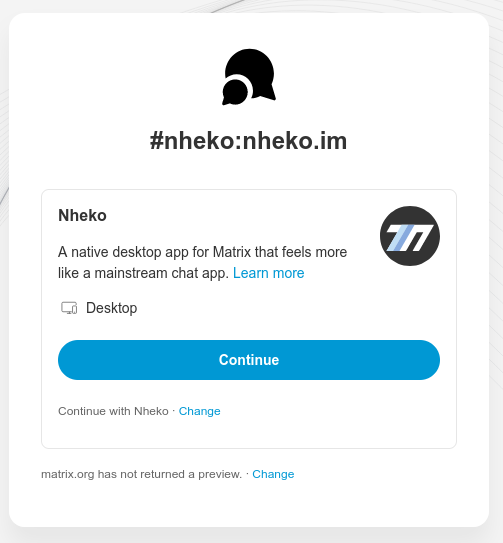 #nheko:nheko.im
Nheko
A native desktop app for Matrix that feels more
like a mainstream chat app. Learn more
Desktop
Continue
Continue with Nheko · Change
matrix.org has not returned a preview. · Change